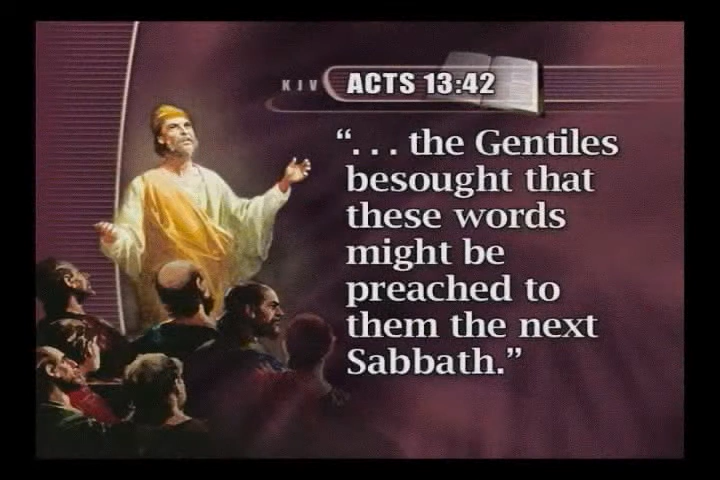 KJV ACTS 13:42
“. . . the Gentiles
besought that
these words
might be
preached to
them the next
Sabbath.”